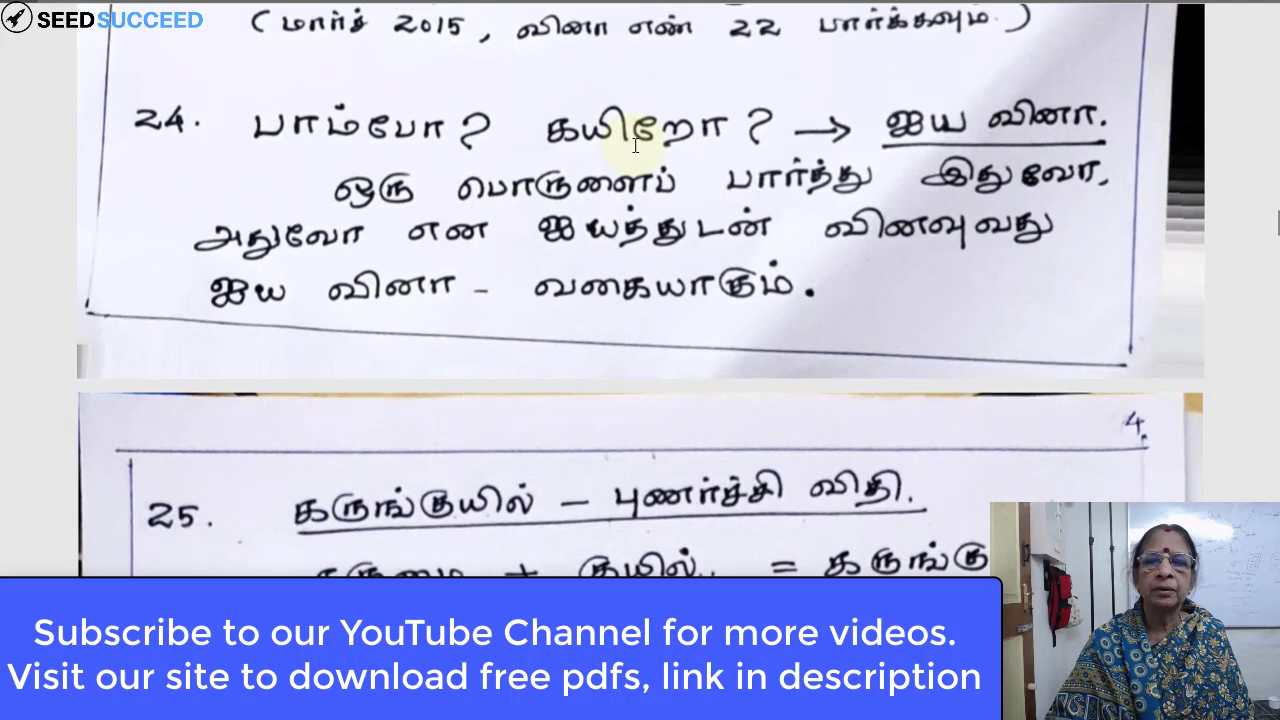 SEEDSUCCEED
( மார்ச் 2015 , வினா எண் 22 பார்க்கவும். )
24. பாம்போ? கயிறோ? → ஐய வினா.
ஒரு பொருளைப் பார்த்து இதுவோ,
அதுவோ என ஐயத்துடன் வினவுவது
ஐய வினா - வகையாகும்.
4.
25. கருங்குயில் – புணர்ச்சி விதி.
கருமை + குயில் = கருங்கு
Subscribe to our YouTube Channel for more videos.
Visit our site to download free pdfs, link in description